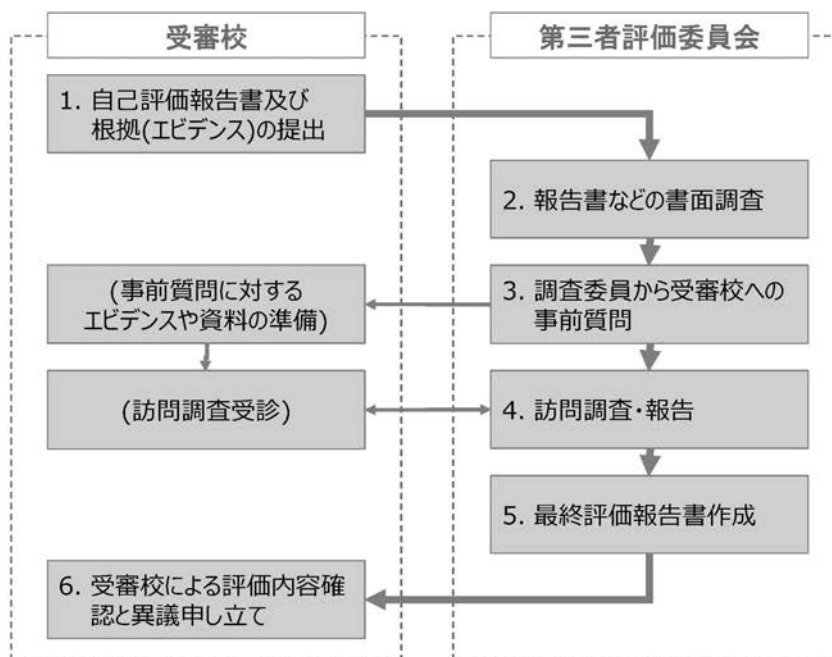 受審校
第三者評価委員会
1. 自己評価報告書及び
根拠(エビデンス)の提出
2. 報告書などの書面調査
(事前質問に対する
エビデンスや資料の準備)
3. 調査委員から受審校への
事前質問
(訪問調査受診)
4. 訪問調査・報告
5. 最終評価報告書作成
6. 受審校による評価内容確
認と異議申し立て